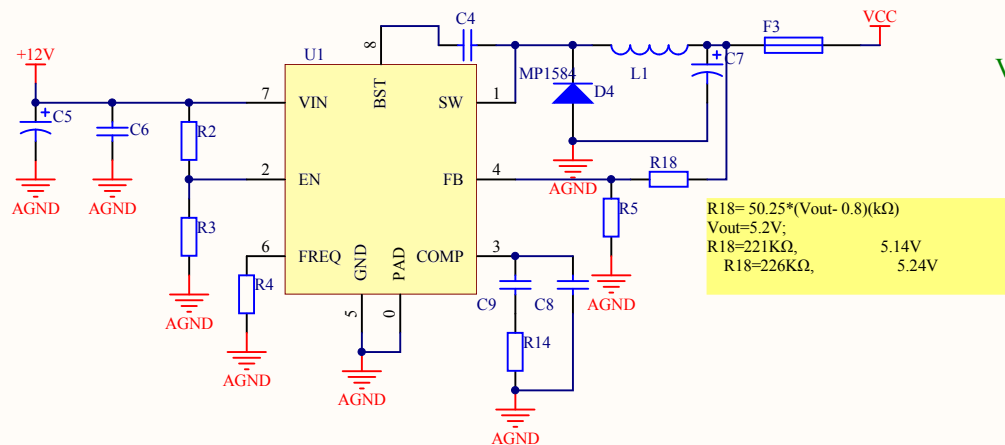 +12V
C5
C6
R2
R3
R4
U1
7
VIN
2
EN
6
FREQ
8
BST
SW
1
FB
4
COMP
3
GND
PAD
5
0
C4
MP1584
D4
L1
C7
F3
VCC
V
R18
R5
C9
C8
R14
AGND
AGND
AGND
AGND
AGND
AGND
AGND
AGND
R18= 50.25*(Vout- 0.8)(kΩ)
Vout=5.2V;
R18=221KΩ, 5.14V
R18=226KΩ, 5.24V